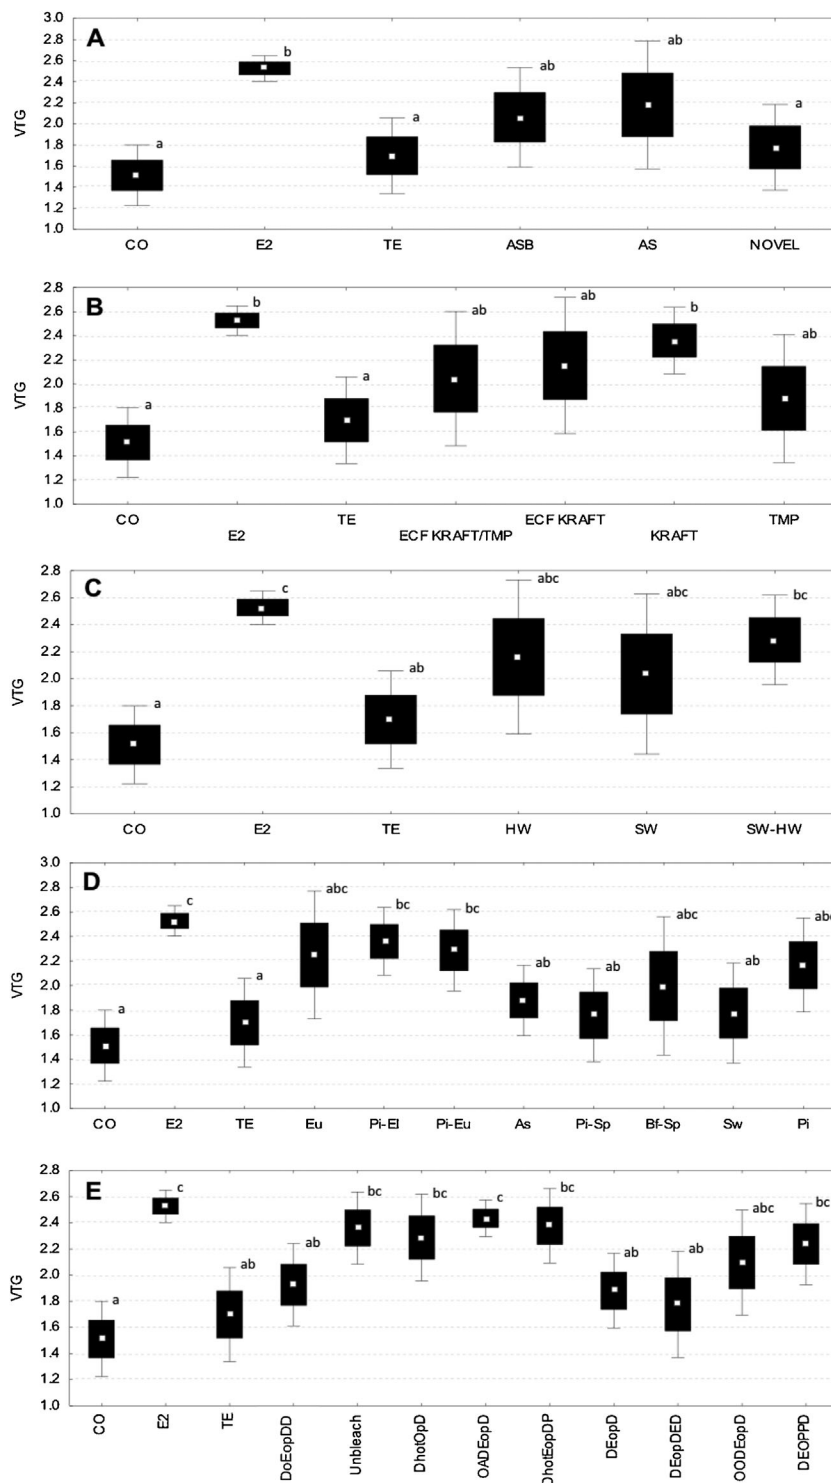 A
VTG
3.0
2.8
2.6
2.4
2.2
2.0
1.8
1.6
1.4
1.2
1.0
a b a ab ab a
CO E2 TE ASB AS NOVEL
B
VTG
2.8
2.6
2.4
2.2
2.0
1.8
1.6
1.4
1.2
1.0
a b a ab ab b ab
CO E2 TE ECF KRAFT/TMP ECF KRAFT KRAFT TMP
C
VTG
2.8
2.6
2.4
2.2
2.0
1.8
1.6
1.4
1.2
1.0
a c ab abc abc bc
CO E2 TE HW SW SW-HW
D
VTG
3.0
2.8
2.6
2.4
2.2
2.0
1.8
1.6
1.4
1.2
1.0
a c a abc bc bc ab ab abc ab abc
CO E2 TE Eu Pi-El Pi-Eu As Pi-Sp Bf-Sp Sw Pi
E
VTG
2.8
2.6
2.4
2.2
2.0
1.8
1.6
1.4
1.2
1.0
a c ab ab bc bc c bc ab ab abc bc
CO E2 TE DoEopDD Unbleach DhotOpD OADEopD DhotEopDP DEopD DEopDED OODEopD DEOPPD